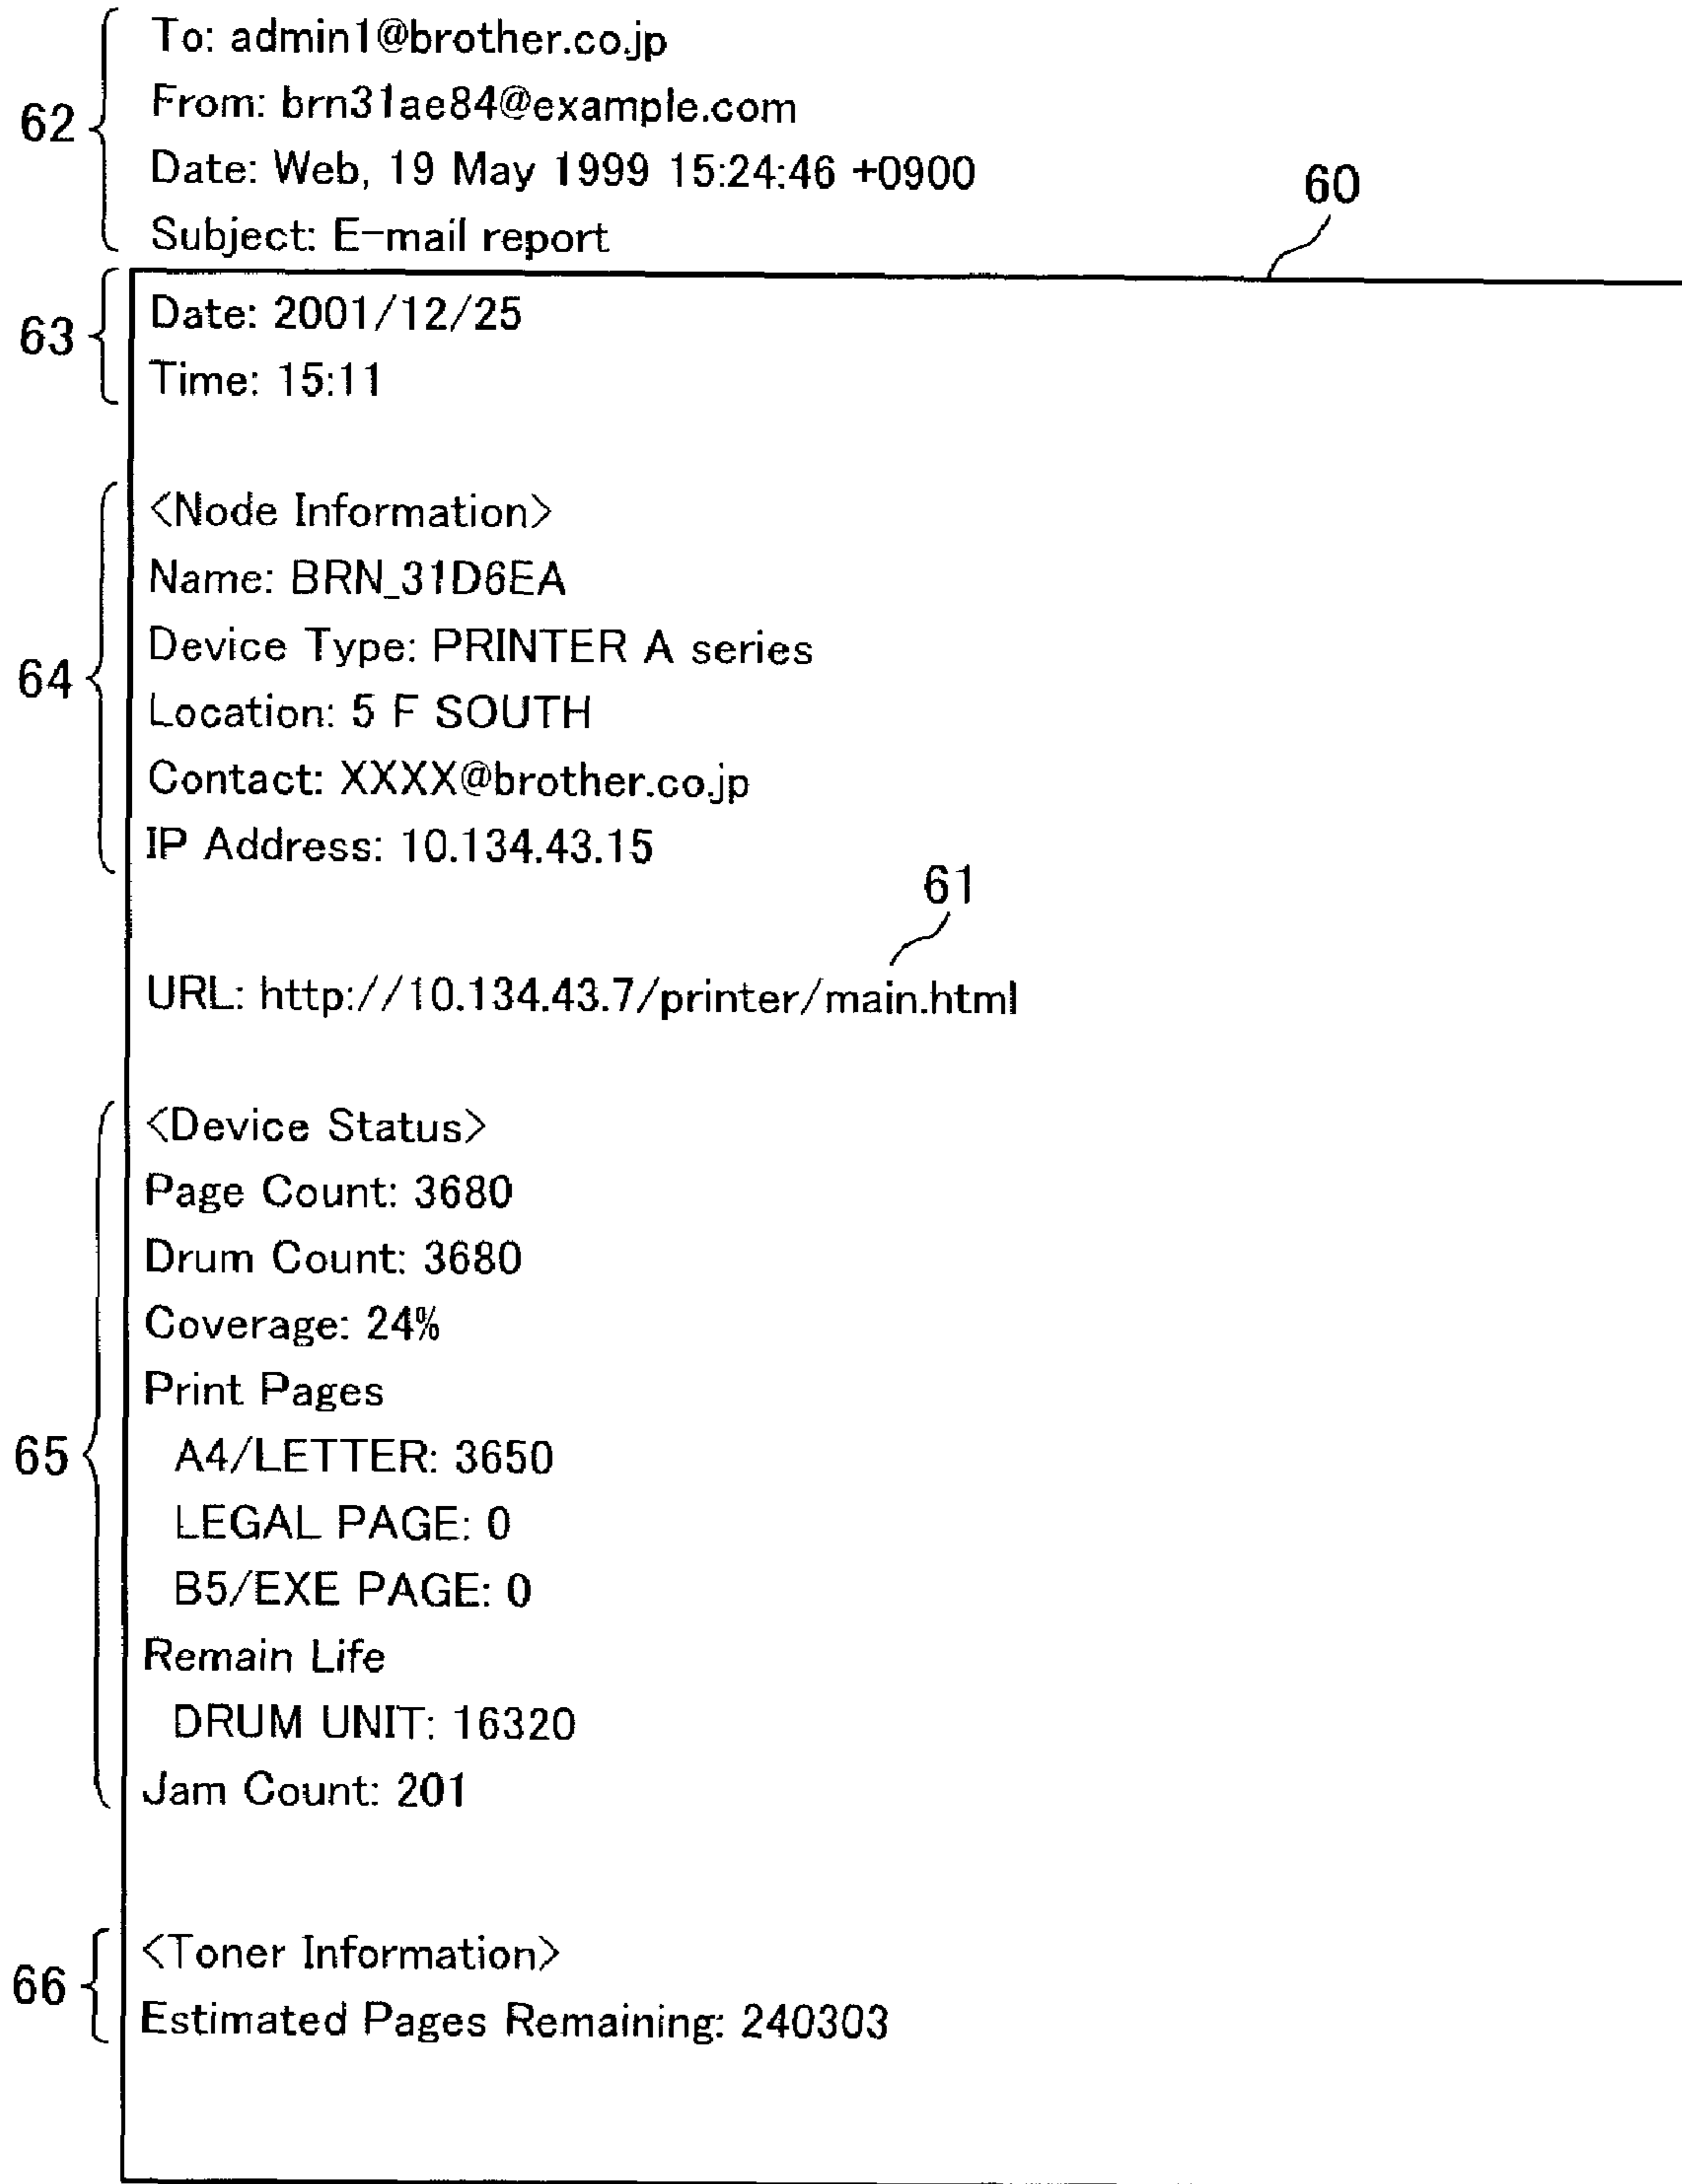 To: admin1@brother.co.jp
From: brn31ae84@example.com
62
Date: Web, 19 May 1999 15:24:46 +0900
60
Subject: E-mail report
Date: 2001/12/25
63
Time: 15:11
<Node Information>
Name: BRN_31D6EA
Device Type: PRINTER A series
64
Location: 5 F SOUTH
Contact: XXXX@brother.co.jp
IP Address: 10.134.43.15
61
URL: http://10.134.43.7/printer/main.html
<Device Status>
Page Count: 3680
Drum Count: 3680
Coverage: 24%
Print Pages
65
A4/LETTER: 3650
LEGAL PAGE: 0
B5/EXE PAGE: 0
Remain Life
DRUM UNIT: 16320
Jam Count: 201
<Toner Information>
66
Estimated Pages Remaining: 240303